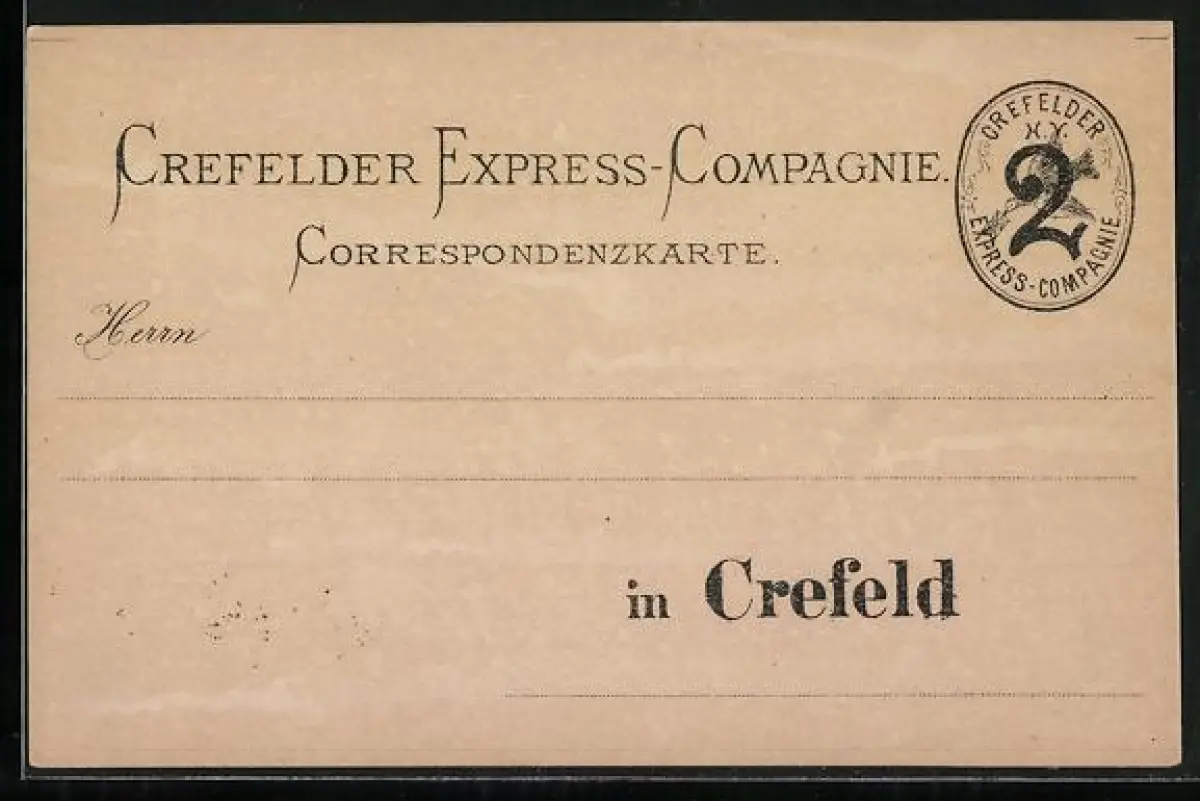 CREFELDER EXPRESS-COMPAGNIE.
CORRESPONDENZKARTE.
CREFELDER
2
EXPRESS-COMPAGNIE
Herrn
in Crefeld